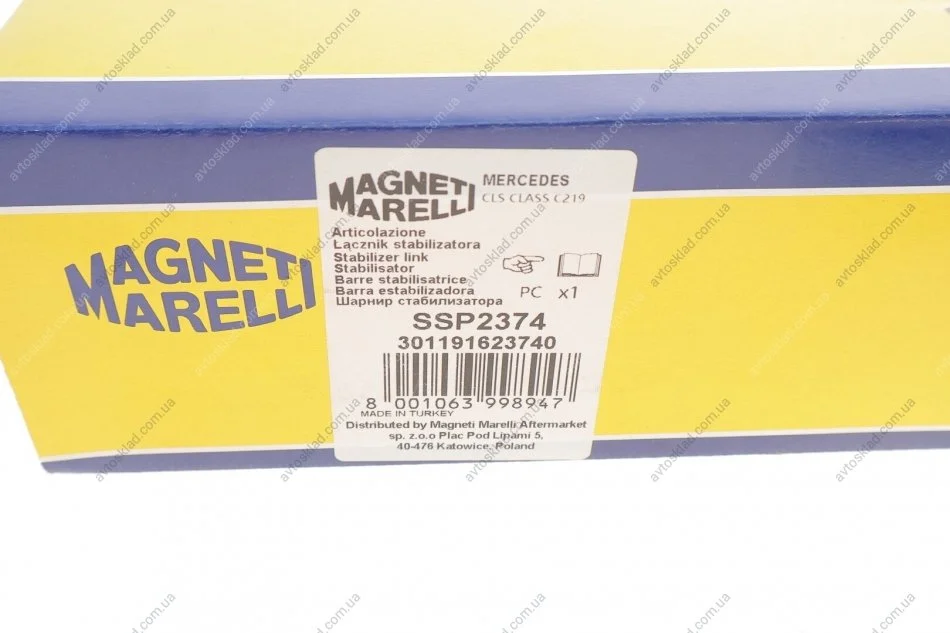 MAGNETI
MARELLI
MAGNETI
MARELLI
MERCEDES
CLS CLASS C219
Articolazione
Łącznik stabilizatora
Stabilizer link
Stabilisator
Barre stabilisatrice
Barra estabilizadora
Шарнир стабилизатора
PC x1
SSP2374
301191623740
8 001063 998947
MADE IN TURKEY
Distributed by Magneti Marelli Aftermarket
sp. z.o.o Plac Pod Lipami 5,
40-476 Katowice, Poland
avtosklad.com.ua